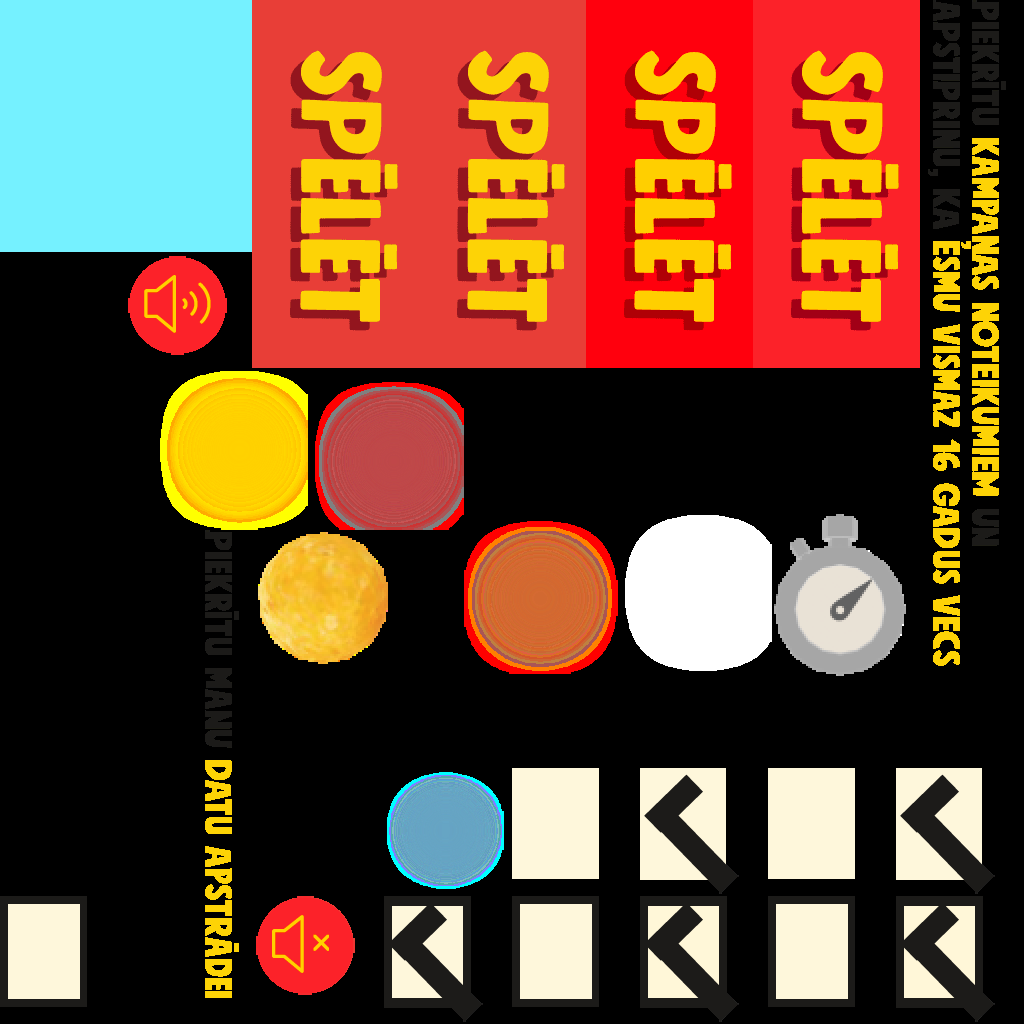 SPĒLĒT
SPĒLĒT
SPĒLĒT
SPĒLĒT
PIEKRĪTU KAMPAŅAS NOTEIKUMIEM UN
APSTIPRINU, KA ESMU VISMAZ 16 GADUS VECS
PIEKRĪTU MANU DATU APSTRĀDEI